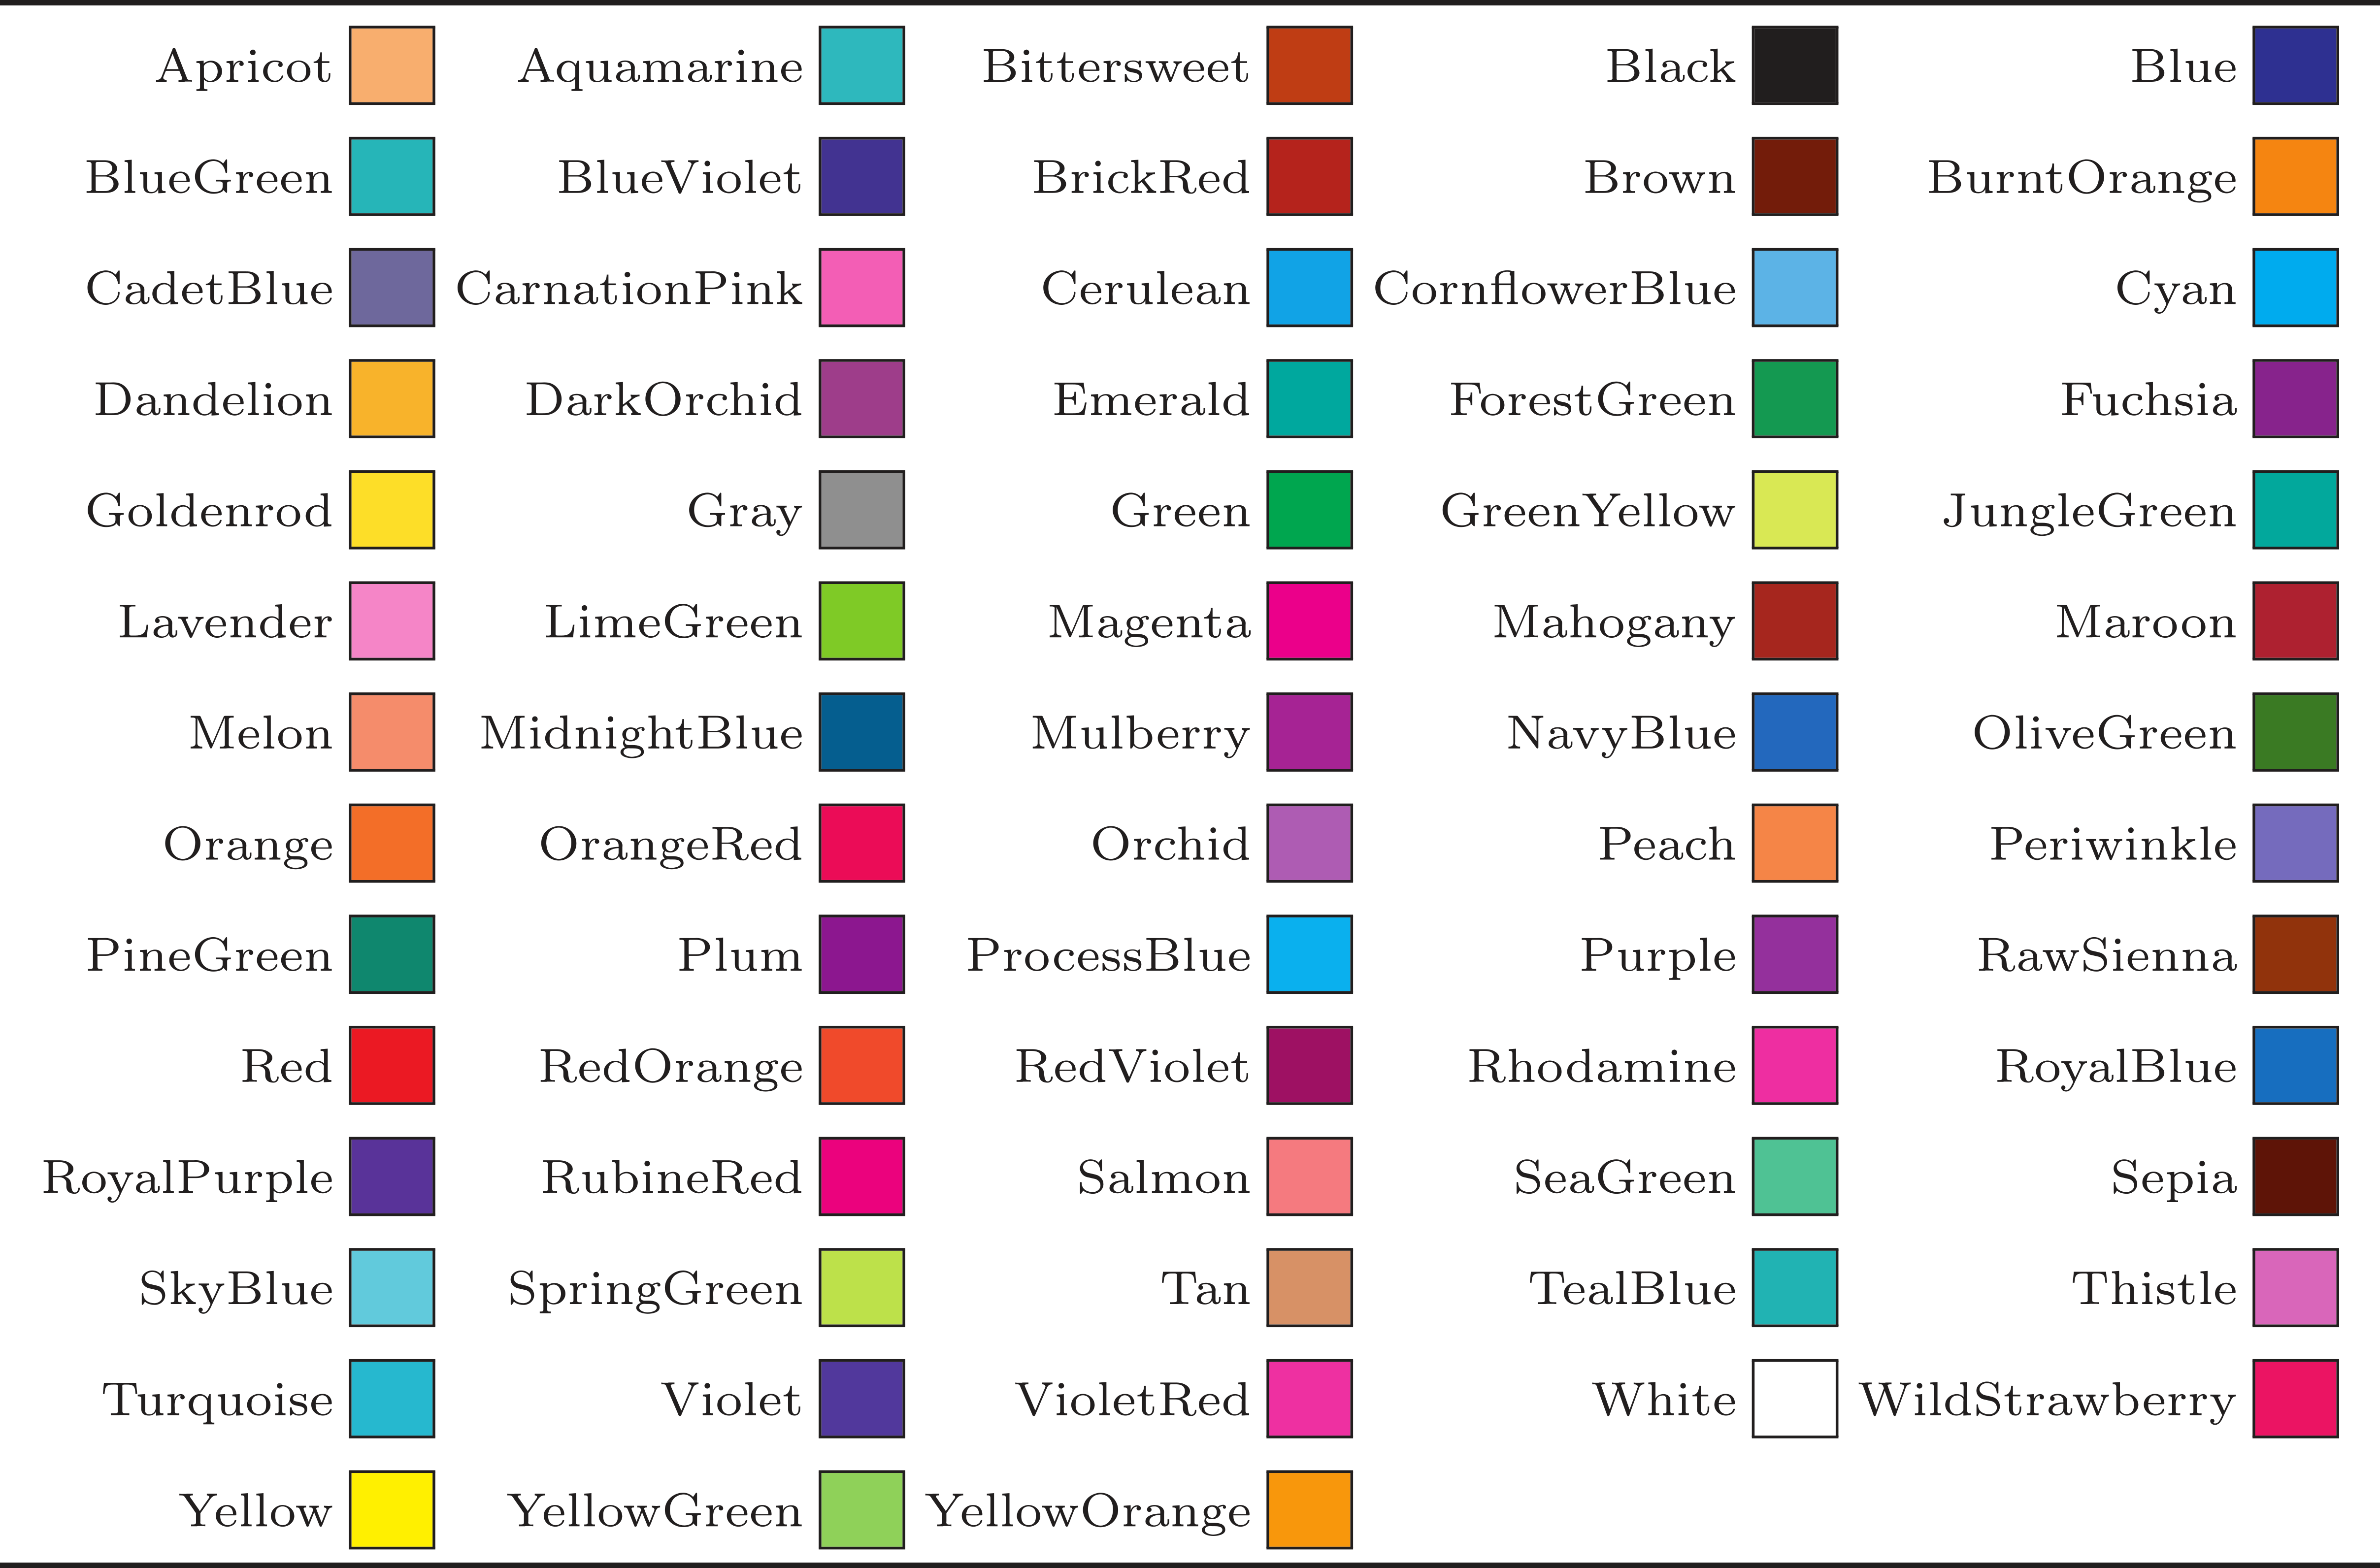 Apricot Aquamarine Bittersweet Black Blue
BlueGreen BlueViolet BrickRed Brown BurntOrange
CadetBlue CarnationPink Cerulean CornflowerBlue Cyan
Dandelion DarkOrchid Emerald ForestGreen Fuchsia
Goldenrod Gray Green GreenYellow JungleGreen
Lavender LimeGreen Magenta Mahogany Maroon
Melon MidnightBlue Mulberry NavyBlue OliveGreen
Orange OrangeRed Orchid Peach Periwinkle
PineGreen Plum ProcessBlue Purple RawSienna
Red RedOrange RedViolet Rhodamine RoyalBlue
RoyalPurple RubineRed Salmon SeaGreen Sepia
SkyBlue SpringGreen Tan TealBlue Thistle
Turquoise Violet VioletRed White WildStrawberry
Yellow YellowGreen YellowOrange